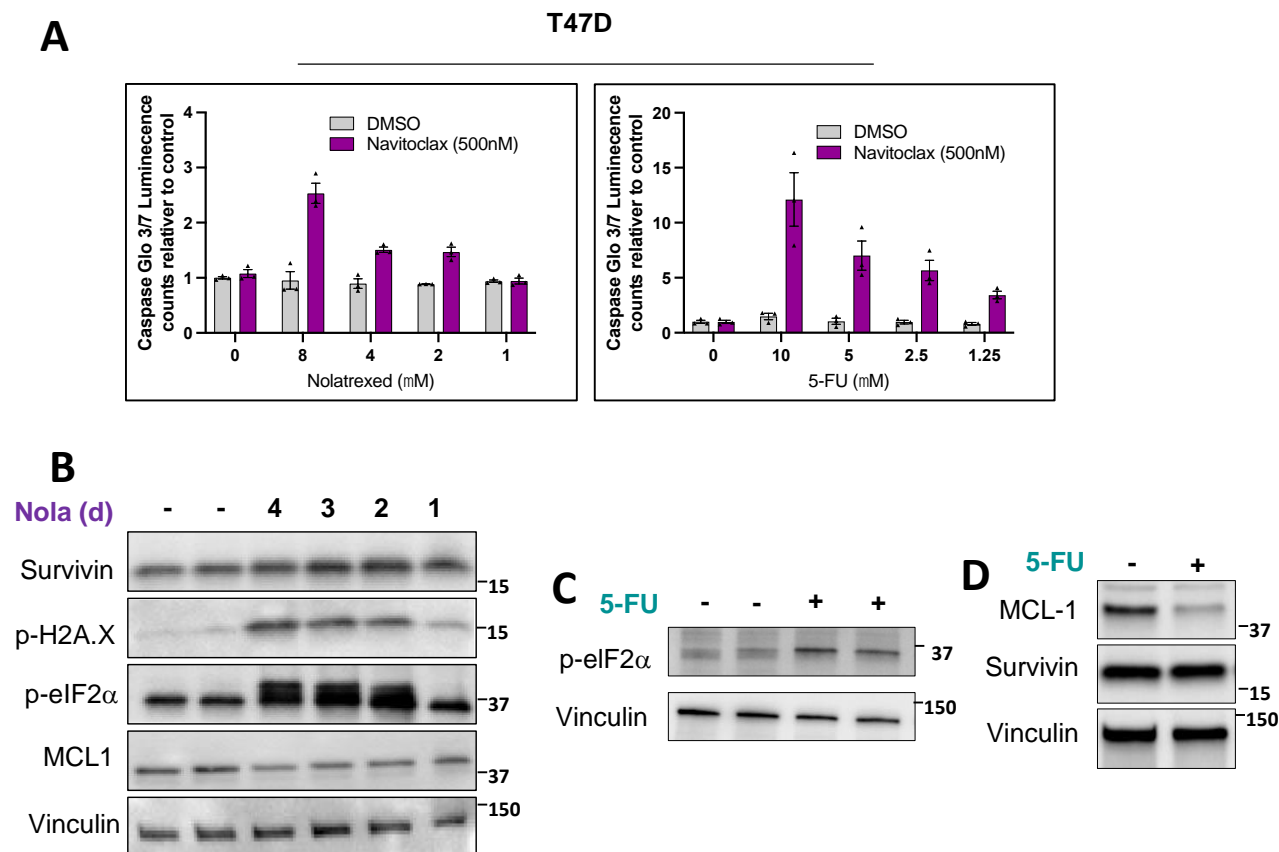 A
T47D
Caspase Glo 3/7 Luminecence
counts relativer to control
4
3
2
1
0
DMSO
Navitoclax (500nM)
0 8 4 2 1
Nolatrexed (mM)
Caspase Glo 3/7 Luminecence
counts relativer to control
20
15
10
5
0
DMSO
Navitoclax (500nM)
0 10 5 2.5 1.25
5-FU (mM)
B
Nola (d) - - 4 3 2 1
Survivin 15
p-H2A.X 15
p-eIF2α 37
MCL1 37
Vinculin 150
C
5-FU - - + +
p-eIF2α 37
Vinculin 150
D
5-FU - +
MCL-1 37
Survivin 15
Vinculin 150